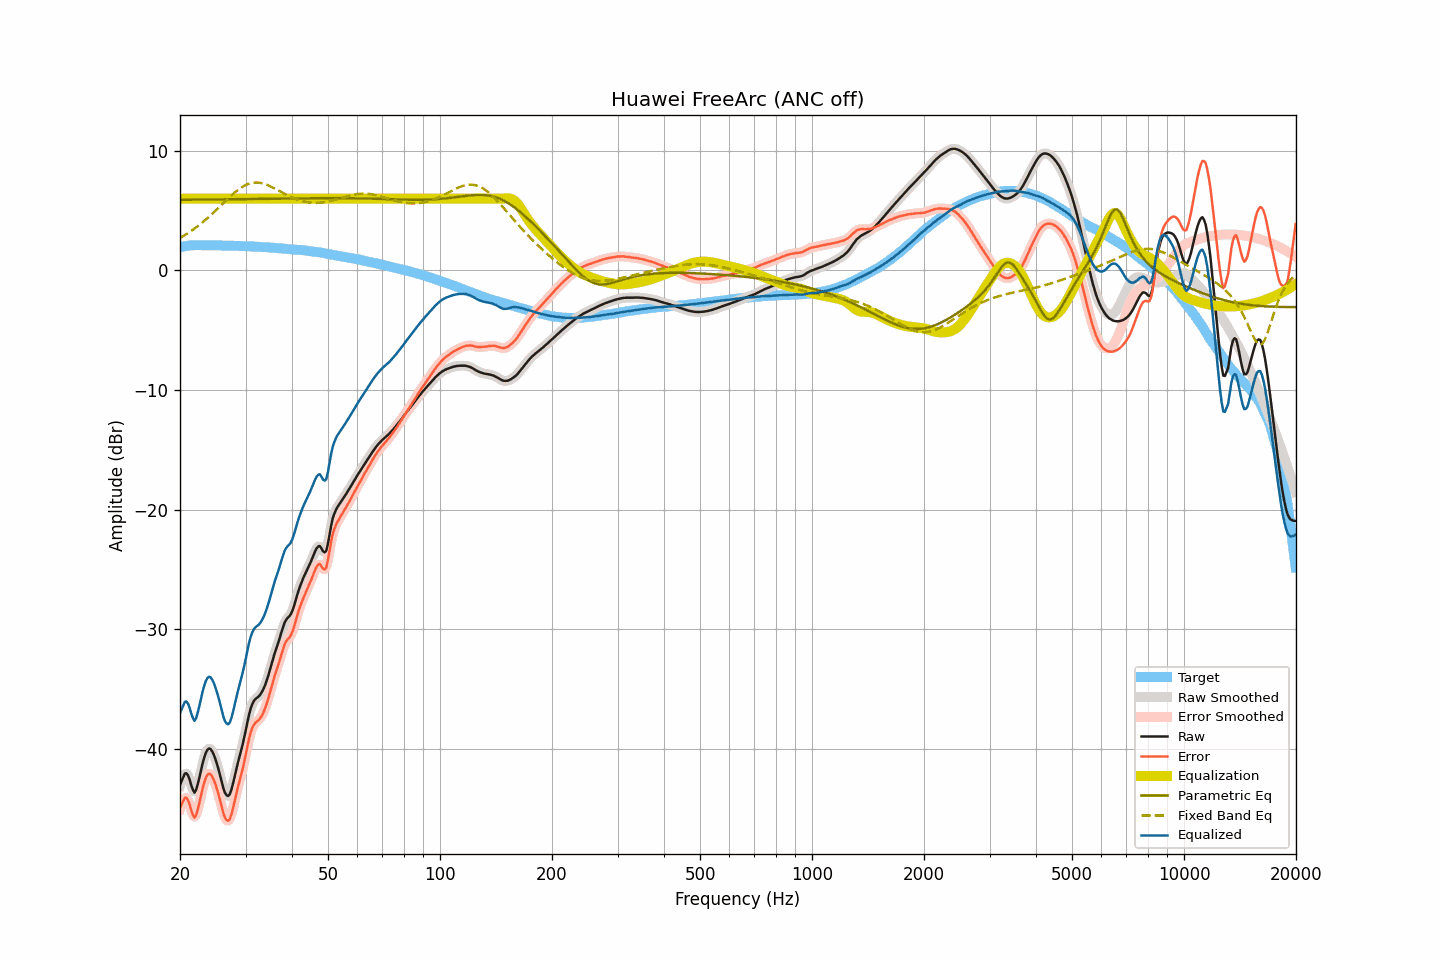 Huawei FreeArc (ANC off)
10
0
−10
−20
−30
−40
Amplitude (dBr)
20
50
100
200
500
1000
2000
5000
10000
20000
Frequency (Hz)
Target
Raw Smoothed
Error Smoothed
Raw
Error
Equalization
Parametric Eq
Fixed Band Eq
Equalized